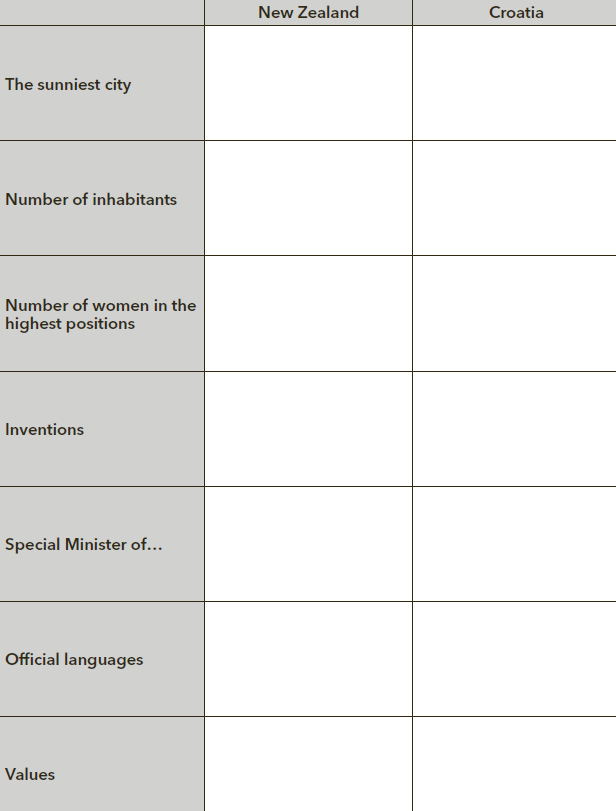 New Zealand Croatia
The sunniest city
Number of inhabitants
Number of women in the
highest positions
Inventions
Special Minister of…
Official languages
Values